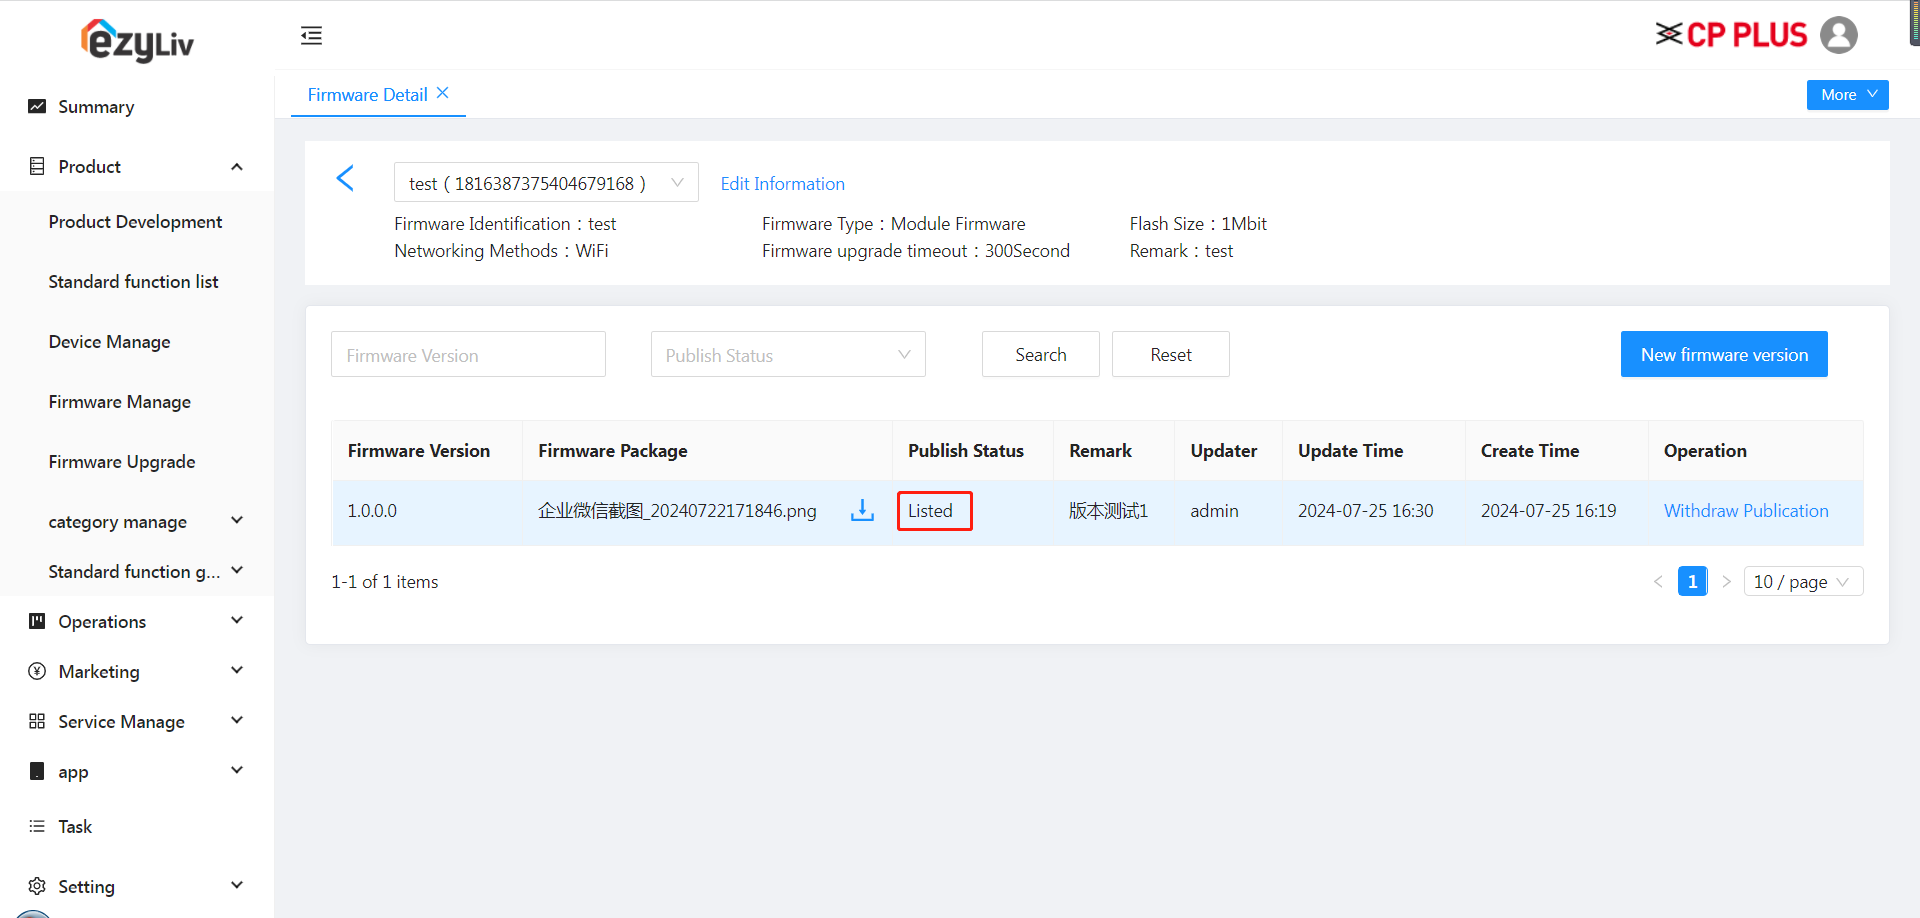 ezyLiv
CP PLUS
Summary
Product
Product Development
Standard function list
Device Manage
Firmware Manage
Firmware Upgrade
category manage
Standard function g...
Operations
Marketing
Service Manage
app
Task
Setting
Firmware Detail
More
test ( 1816387375404679168 )
Edit Information
Firmware Identification：test
Firmware Type：Module Firmware
Flash Size：1Mbit
Networking Methods：WiFi
Firmware upgrade timeout：300Second
Remark：test
Firmware Version
Publish Status
Search
Reset
New firmware version
Firmware Version Firmware Package Publish Status Remark Updater Update Time Create Time Operation
1.0.0.0 企业微信截图_20240722171846.png Listed 版本测试1 admin 2024-07-25 16:30 2024-07-25 16:19 Withdraw Publication
1-1 of 1 items
1
10 / page